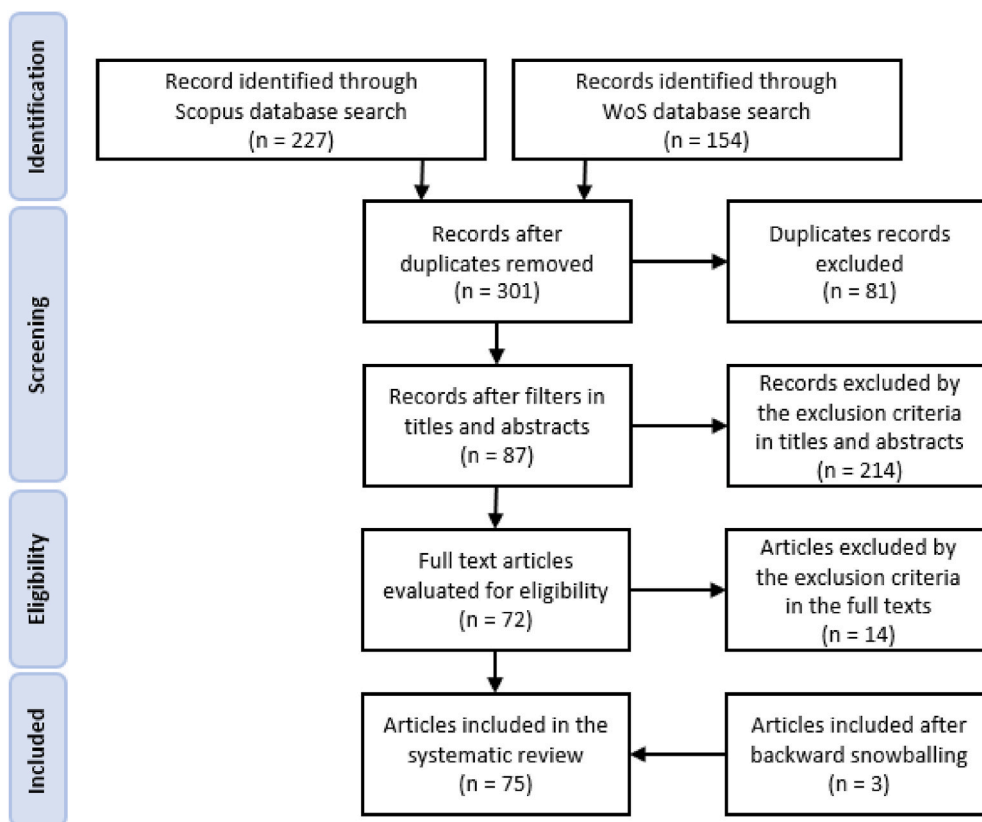 Identification
Record identified through
Scopus database search
(n = 227)
Records identified through
WoS database search
(n = 154)
Screening
Records after
duplicates removed
(n = 301)
Duplicates records
excluded
(n = 81)
Records after filters in
titles and abstracts
(n = 87)
Records excluded by
the exclusion criteria
in titles and abstracts
(n = 214)
Eligibility
Full text articles
evaluated for eligibility
(n = 72)
Articles excluded by
the exclusion criteria
in the full texts
(n = 14)
Included
Articles included in the
systematic review
(n = 75)
Articles included after
backward snowballing
(n = 3)